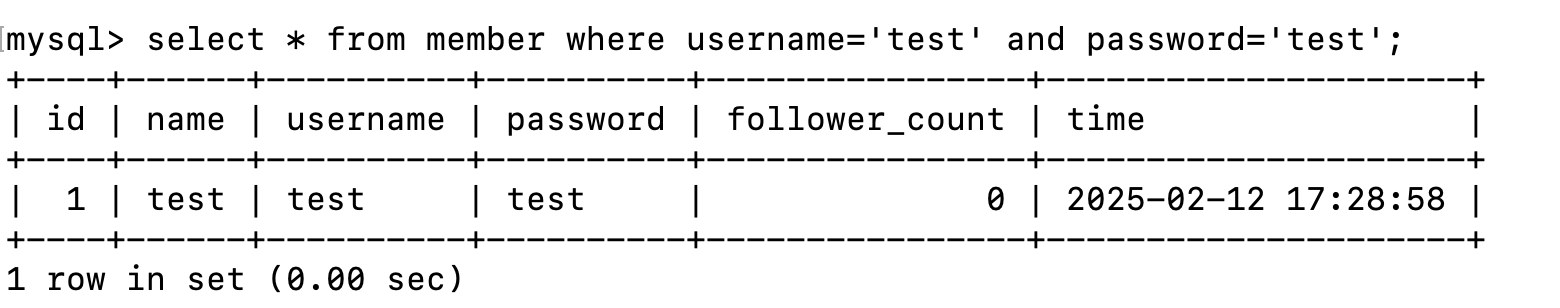 mysql> select * from member where username='test' and password='test';
+----+------+----------+----------+----------------+---------------------+
| id | name | username | password | follower_count | time                |
+----+------+----------+----------+----------------+---------------------+
|  1 | test | test     | test     |              0 | 2025-02-12 17:28:58 |
+----+------+----------+----------+----------------+---------------------+
1 row in set (0.00 sec)